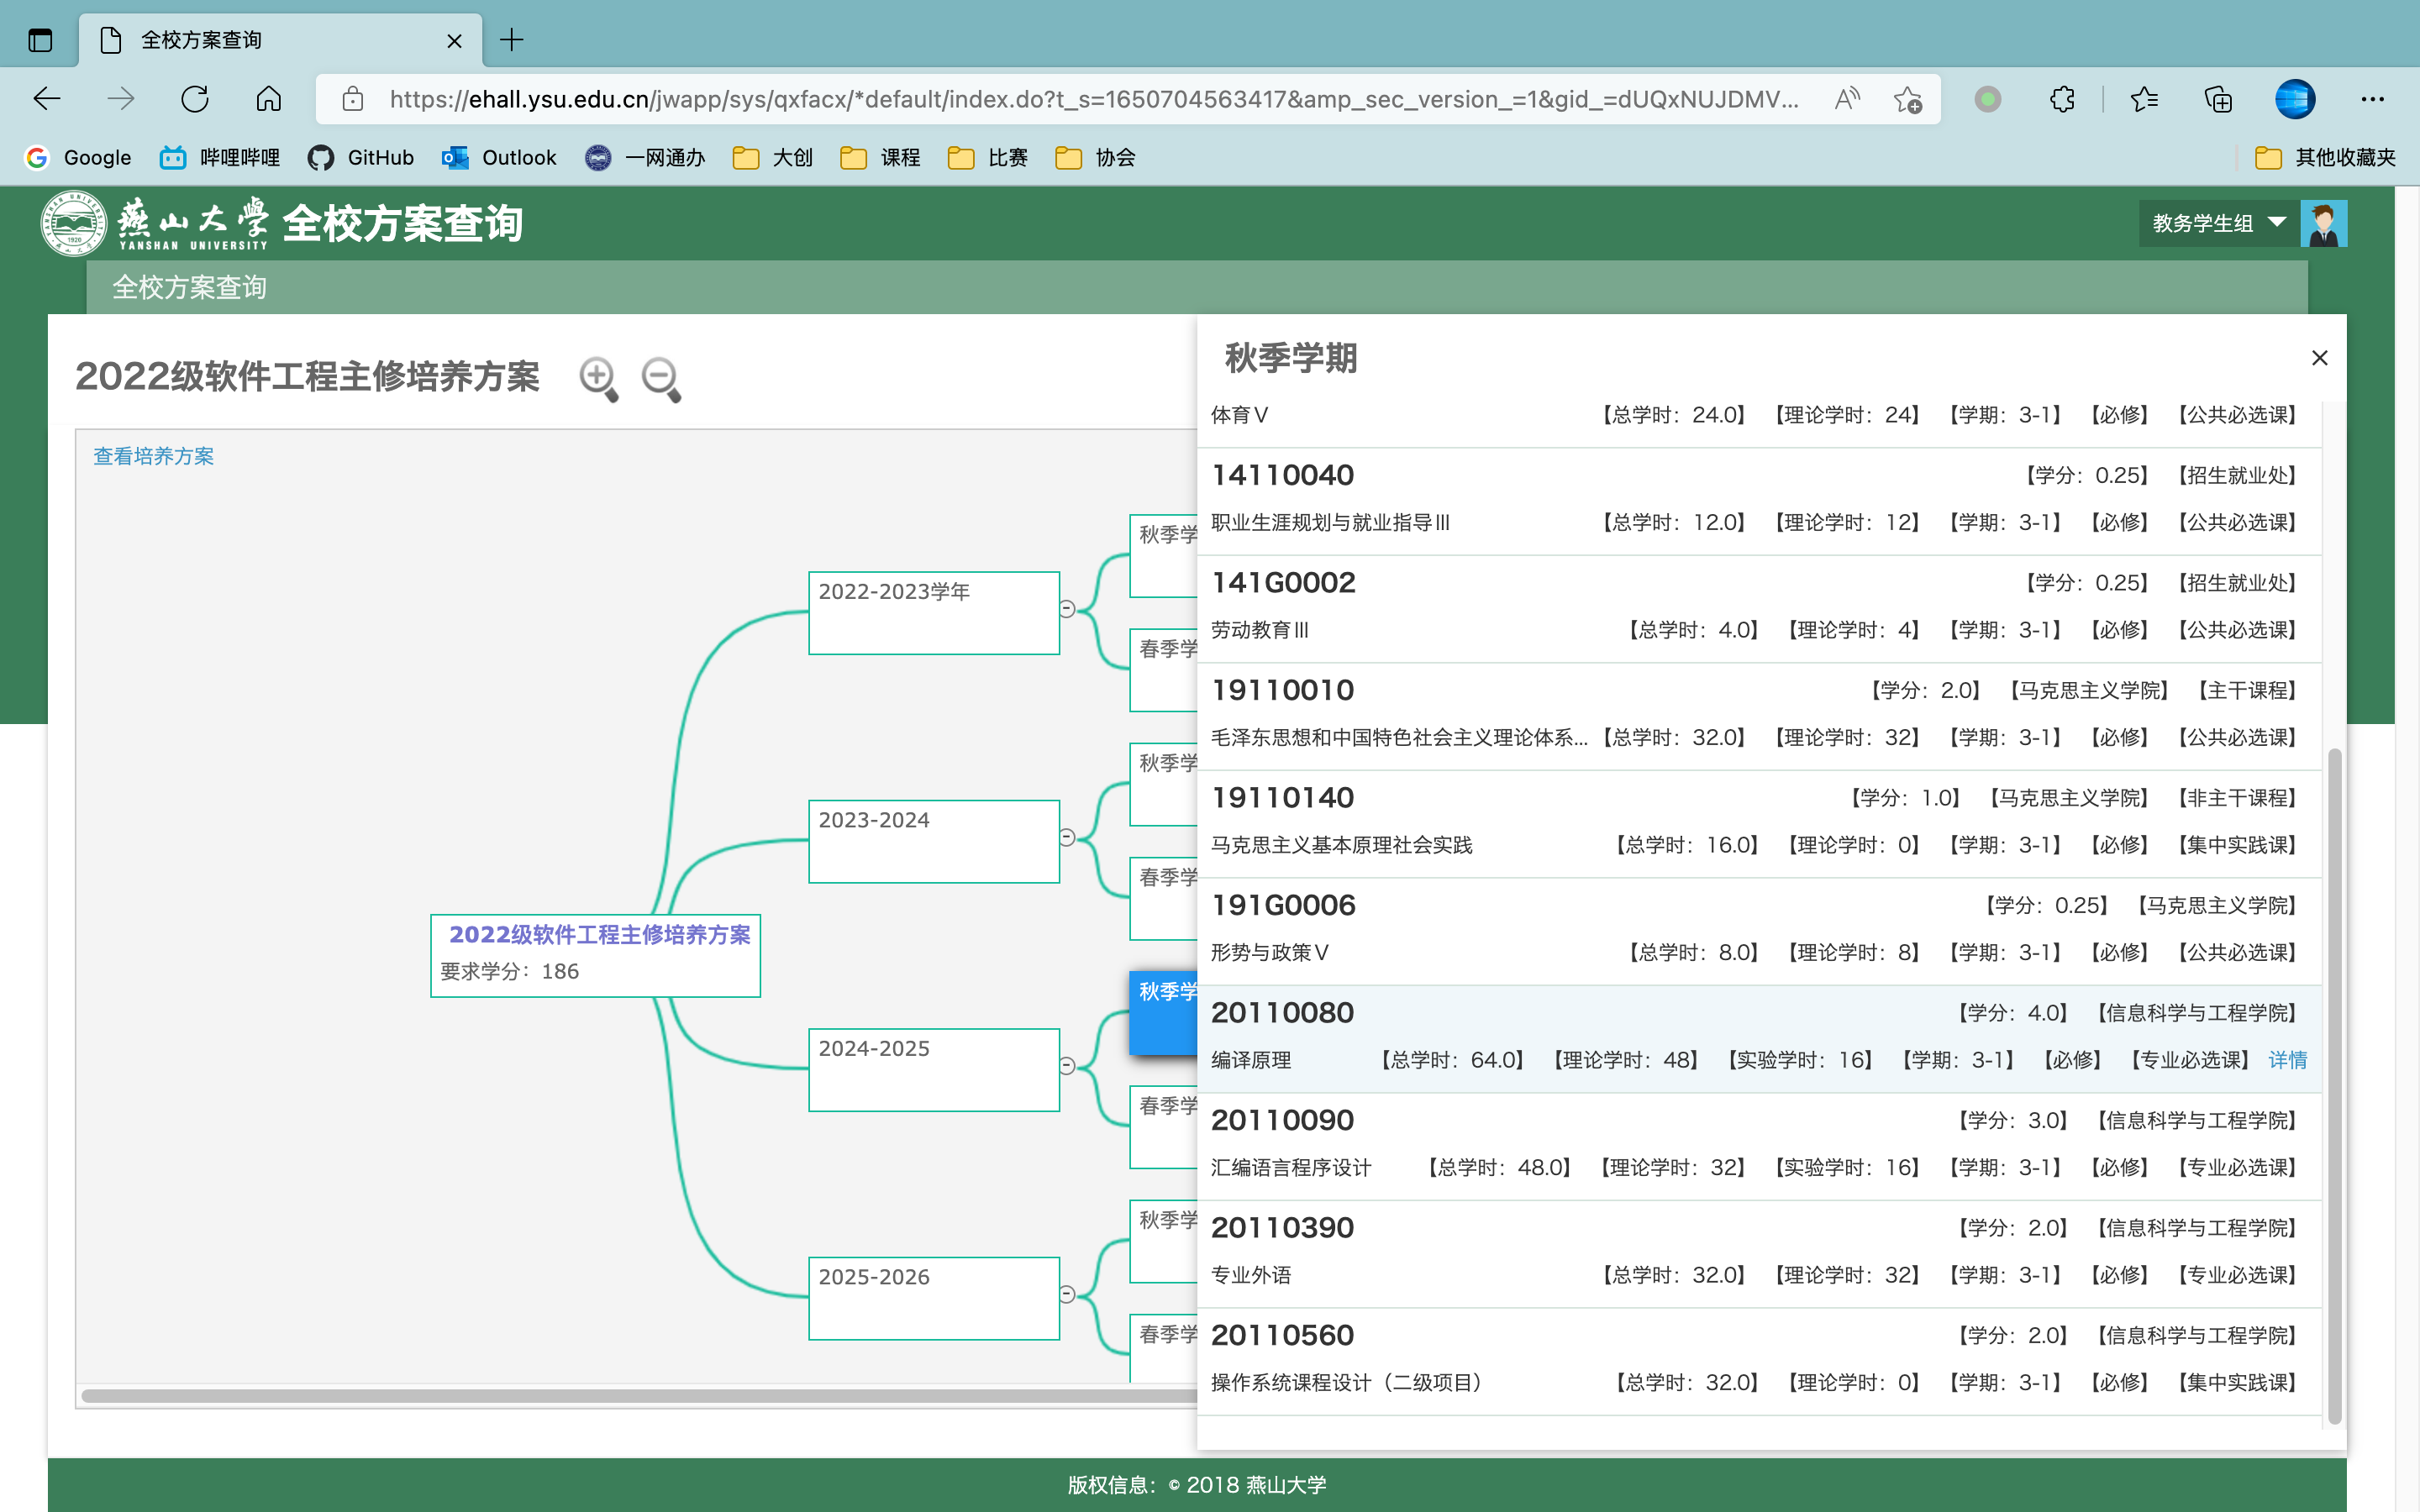 全校方案查询
https://ehall.ysu.edu.cn/jwapp/sys/qxfacx/*default/index.do?t_s=1650704563417&amp_sec_version_=1&gid_=dUQxNUJDMV...
Google 哔哩哔哩 GitHub Outlook 一网通办 大创 课程 比赛 协会 其他收藏夹
燕山大学 YANSHAN UNIVERSITY 全校方案查询 教务学生组
全校方案查询
2022级软件工程主修培养方案
查看培养方案
2022级软件工程主修培养方案
要求学分：186
2022-2023学年
秋季学
春季学
2023-2024
秋季学
春季学
2024-2025
秋季学
春季学
2025-2026
秋季学
春季学
秋季学期
体育Ⅴ 【总学时：24.0】 【理论学时：24】 【学期：3-1】 【必修】 【公共必选课】
14110040 【学分：0.25】 【招生就业处】
职业生涯规划与就业指导Ⅲ 【总学时：12.0】 【理论学时：12】 【学期：3-1】 【必修】 【公共必选课】
141G0002 【学分：0.25】 【招生就业处】
劳动教育Ⅲ 【总学时：4.0】 【理论学时：4】 【学期：3-1】 【必修】 【公共必选课】
19110010 【学分：2.0】 【马克思主义学院】 【主干课程】
毛泽东思想和中国特色社会主义理论体系... 【总学时：32.0】 【理论学时：32】 【学期：3-1】 【必修】 【公共必选课】
19110140 【学分：1.0】 【马克思主义学院】 【非主干课程】
马克思主义基本原理社会实践 【总学时：16.0】 【理论学时：0】 【学期：3-1】 【必修】 【集中实践课】
191G0006 【学分：0.25】 【马克思主义学院】
形势与政策Ⅴ 【总学时：8.0】 【理论学时：8】 【学期：3-1】 【必修】 【公共必选课】
20110080 【学分：4.0】 【信息科学与工程学院】
编译原理 【总学时：64.0】 【理论学时：48】 【实验学时：16】 【学期：3-1】 【必修】 【专业必选课】 详情
20110090 【学分：3.0】 【信息科学与工程学院】
汇编语言程序设计 【总学时：48.0】 【理论学时：32】 【实验学时：16】 【学期：3-1】 【必修】 【专业必选课】
20110390 【学分：2.0】 【信息科学与工程学院】
专业外语 【总学时：32.0】 【理论学时：32】 【学期：3-1】 【必修】 【专业必选课】
20110560 【学分：2.0】 【信息科学与工程学院】
操作系统课程设计（二级项目） 【总学时：32.0】 【理论学时：0】 【学期：3-1】 【必修】 【集中实践课】
版权信息：© 2018 燕山大学